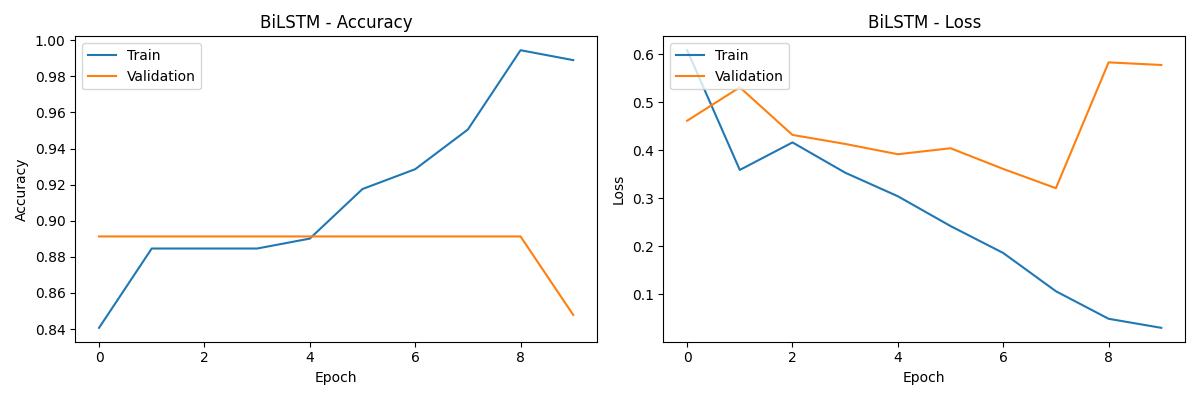 BiLSTM - Accuracy
Train
Validation
1.00
0.98
0.96
0.94
0.92
0.90
0.88
0.86
0.84
Accuracy
0
2
4
6
8
Epoch
BiLSTM - Loss
Train
Validation
0.6
0.5
0.4
0.3
0.2
0.1
Loss
0
2
4
6
8
Epoch